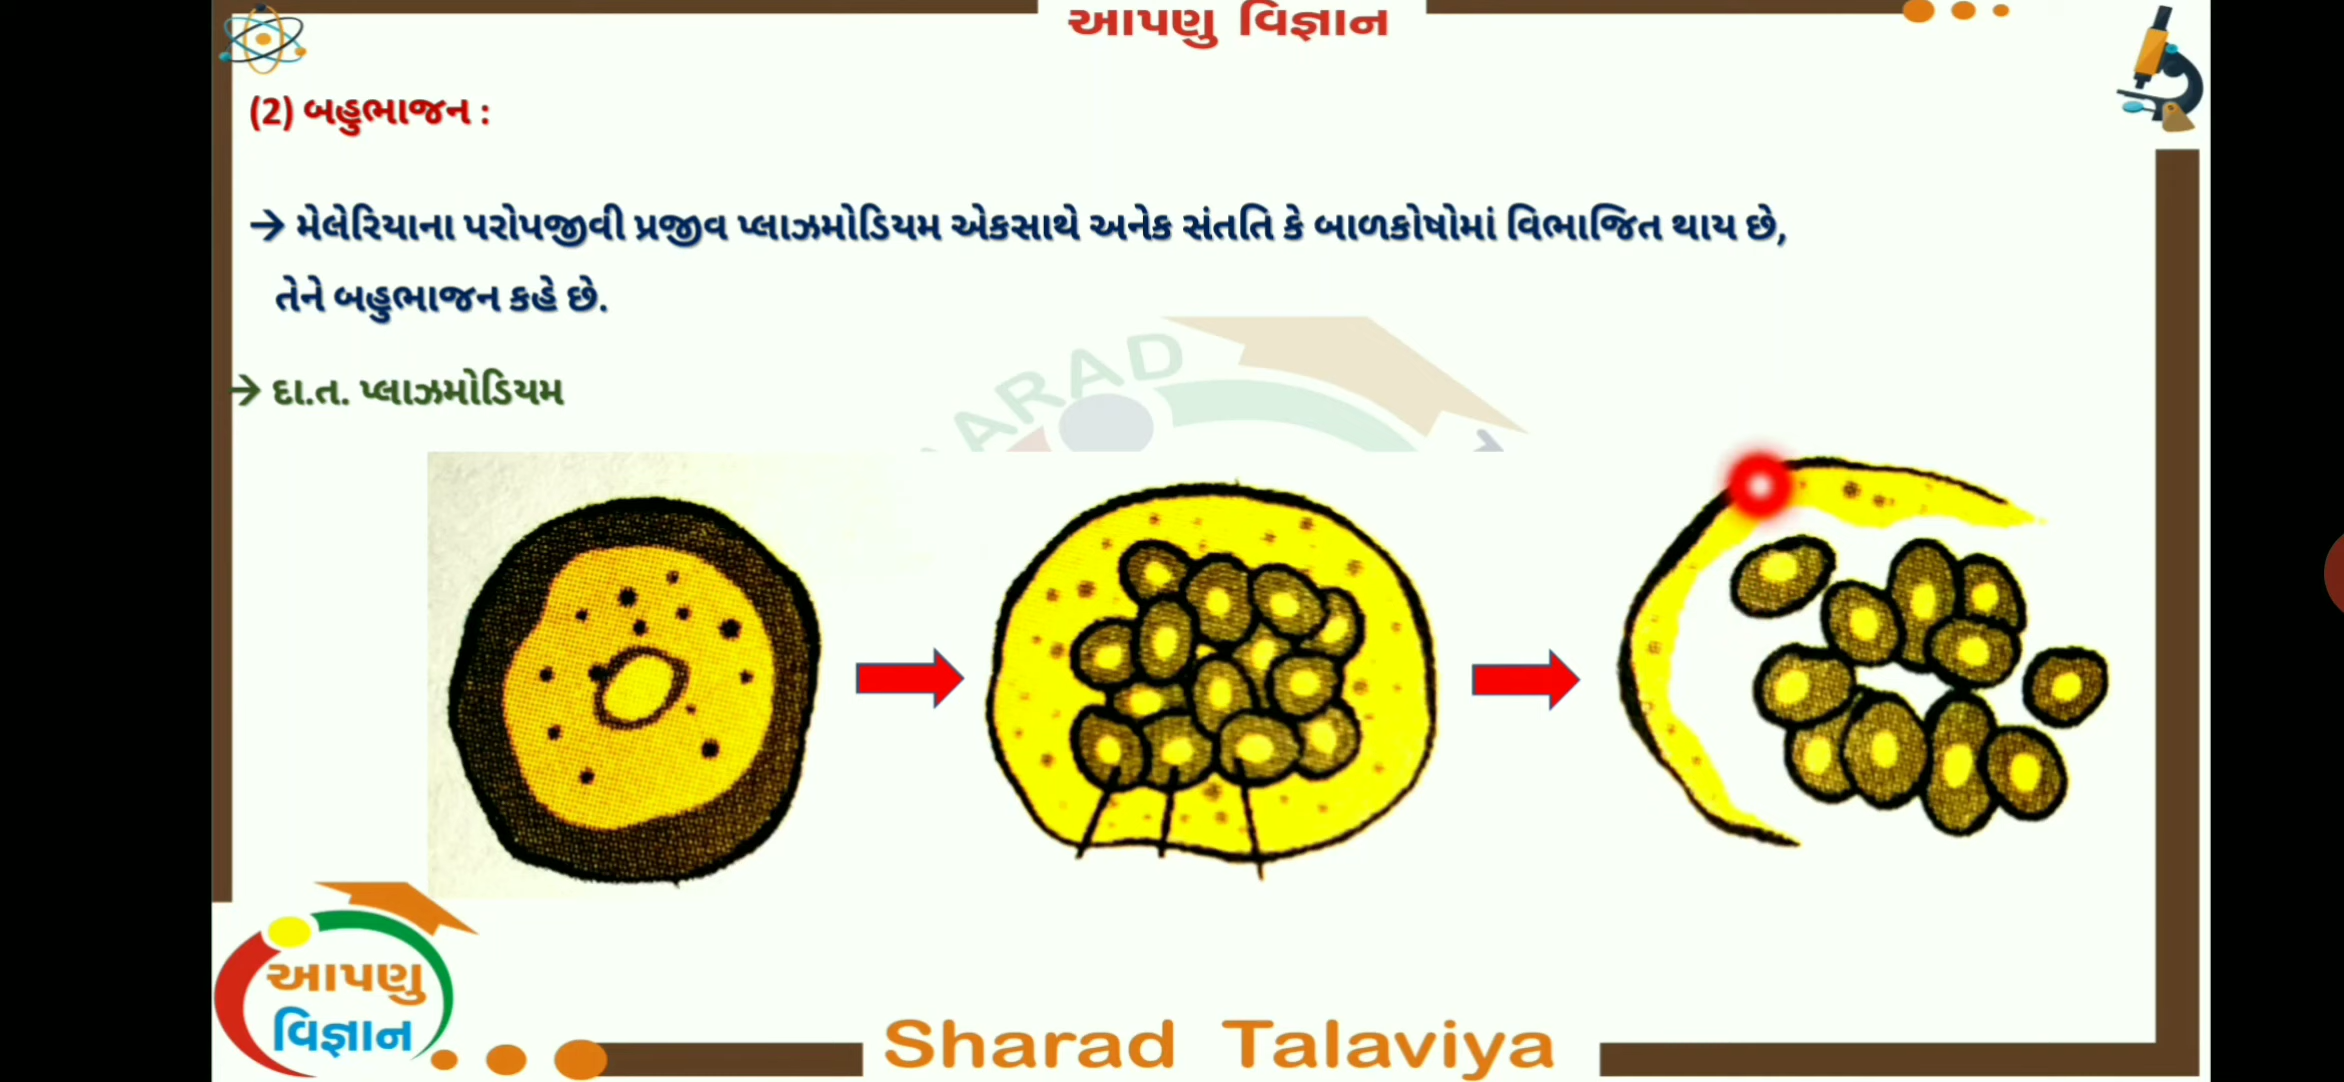 આપણુ વિજ્ઞાન
(2) બહુભાજન :
→ મેલેરિયાના પરોપજીવી પ્રજીવ પ્લાઝમોડિયમ એકસાથે અનેક સંતતિ કે બાળકોષોમાં વિભાજિત થાય છે,
તેને બહુભાજન કહે છે.
→ દા.ત. પ્લાઝમોડિયમ
આપણુ
વિજ્ઞાન
Sharad Talaviya